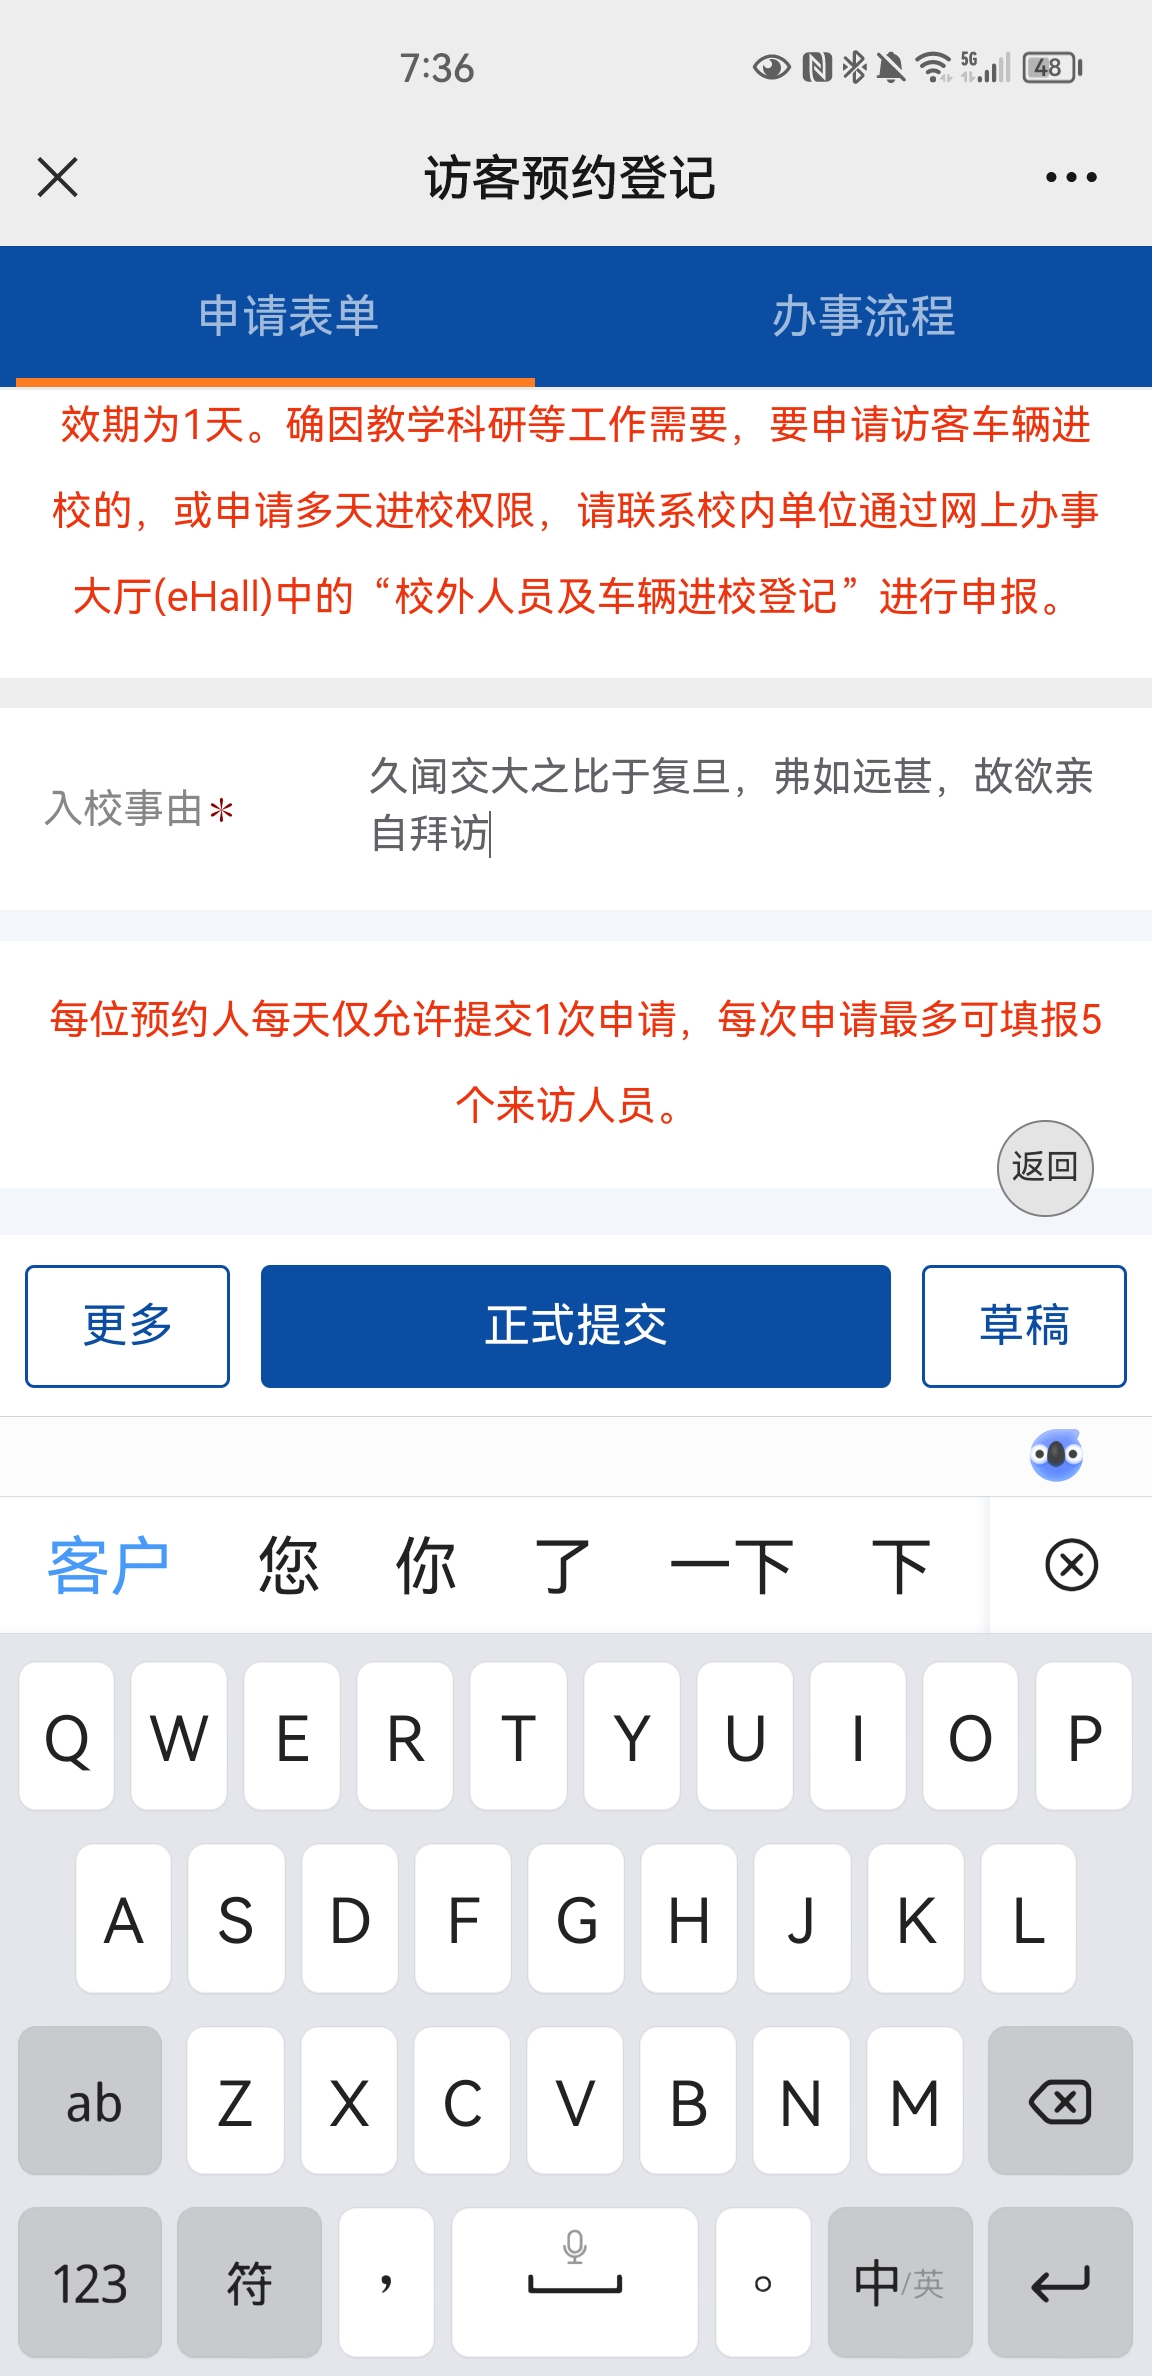 7:36
5G
48
访客预约登记
申请表单
办事流程
效期为1天。确因教学科研等工作需要，要申请访客车辆进
校的，或申请多天进校权限，请联系校内单位通过网上办事
大厅(eHall)中的“校外人员及车辆进校登记”进行申报。
入校事由*
久闻交大之比于复旦，弗如远甚，故欲亲
自拜访
每位预约人每天仅允许提交1次申请，每次申请最多可填报5
个来访人员。
返回
更多
正式提交
草稿
客户 您 你 了 一下 下
Q W E R T Y U I O P
A S D F G H J K L
ab Z X C V B N M
123 符 ， 。 中/英